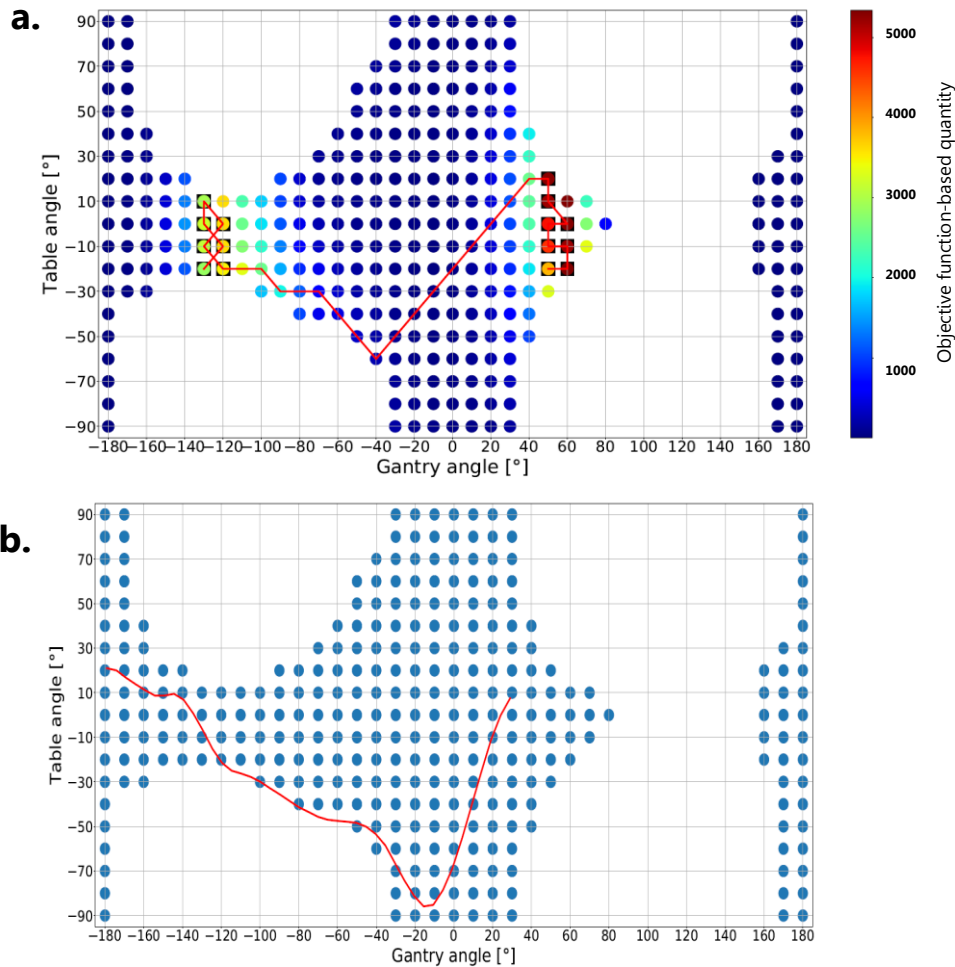 a.
90
70
50
30
10
−10
−30
−50
−70
−90
Table angle [°]
−180 −160 −140 −120 −100 −80 −60 −40 −20 0 20 40 60 80 100 120 140 160 180
Gantry angle [°]
5000
4000
3000
2000
1000
Objective function-based quantity
b.
90
70
50
30
10
−10
−30
−50
−70
−90
Table angle [°]
−180 −160 −140 −120 −100 −80 −60 −40 −20 0 20 40 60 80 100 120 140 160 180
Gantry angle [°]